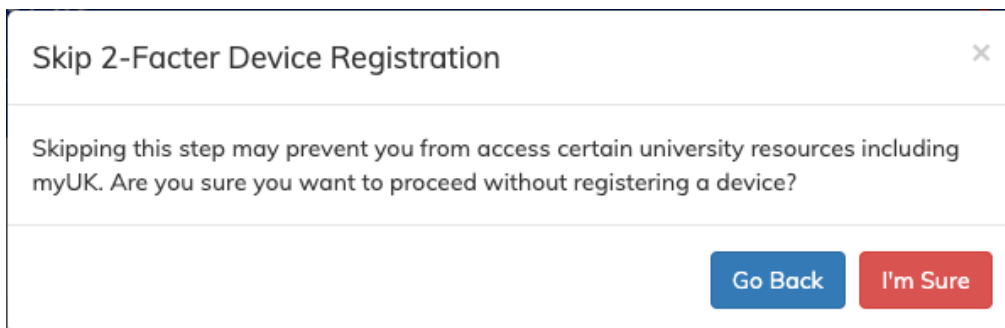 Skip 2-Facter Device Registration
×
Skipping this step may prevent you from access certain university resources including
myUK. Are you sure you want to proceed without registering a device?
Go Back
I'm Sure